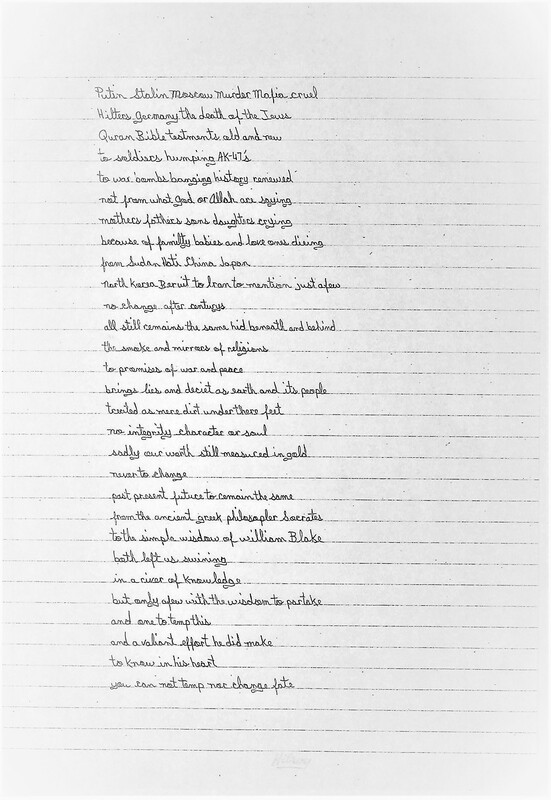 Putin Stalin Moscow Murder Mafia cruel
Hitlers Germany the death of the Jews
Quran Bible testments old and new
to soldiers humping AK-47's
to war bombs banging history renewed
not from what God or Allah are saying
mothers fathers sons daughters crying
because of familty babies and love ones dieing
from Sudan Hati China Japan
North Korea Beruit to Iran to mention just afew
no change after centurys
all still remains the same hid beneath and behind
the smoke and mirrors of religions
to promises of war and peace
brings lies and deciet as earth and its people
treated as mere dirt under there feet
no integrity character or soul
sadly our worth still measured in gold
never to change
past present future to remain the same
from the ancient greek philosapler Socrates
to the simple wisdow of william Blake
both left us swining
in a river of knowledge
but only afew with the wisdom to partake
and one to temp this
and a valiant effort he did make
to know in his heart
you can not temp nor change fate